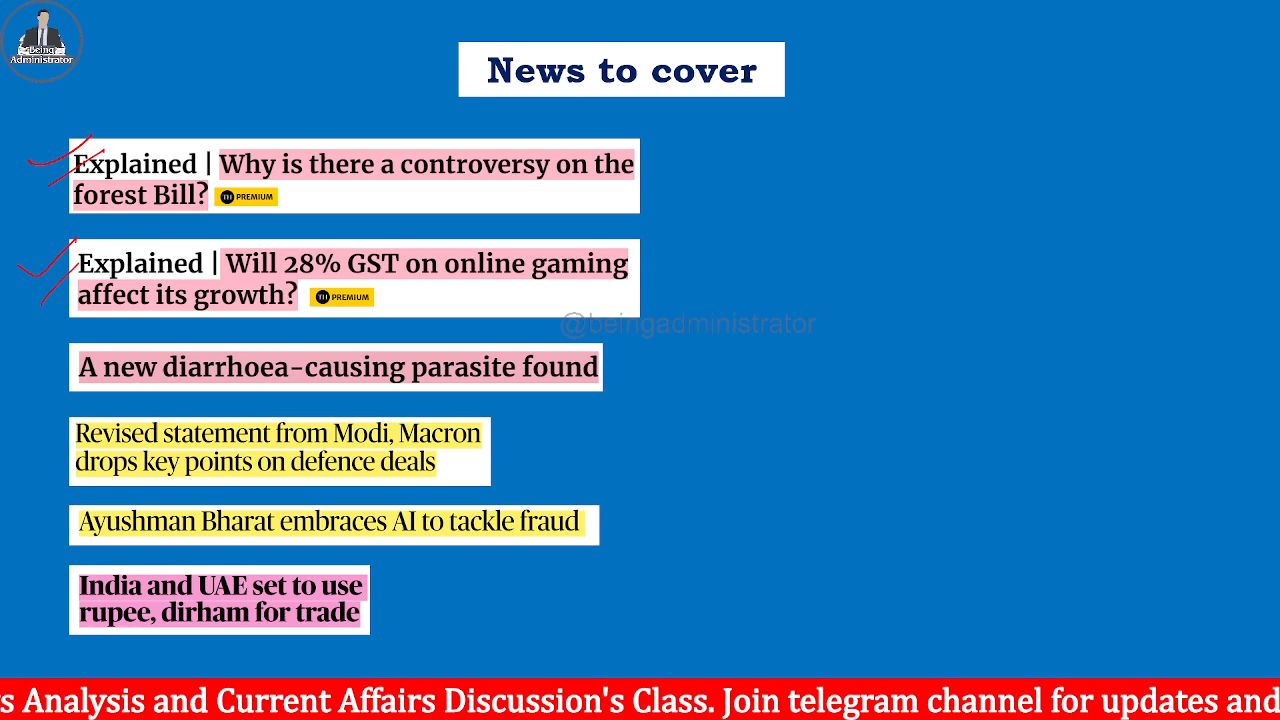 Being
Administrator
News to cover
Explained | Why is there a controversy on the
forest Bill? TH PREMIUM
Explained | Will 28% GST on online gaming
affect its growth? TH PREMIUM
@beingadministrator
A new diarrhoea-causing parasite found
Revised statement from Modi, Macron
drops key points on defence deals
Ayushman Bharat embraces AI to tackle fraud
India and UAE set to use
rupee, dirham for trade
s Analysis and Current Affairs Discussion's Class. Join telegram channel for updates and